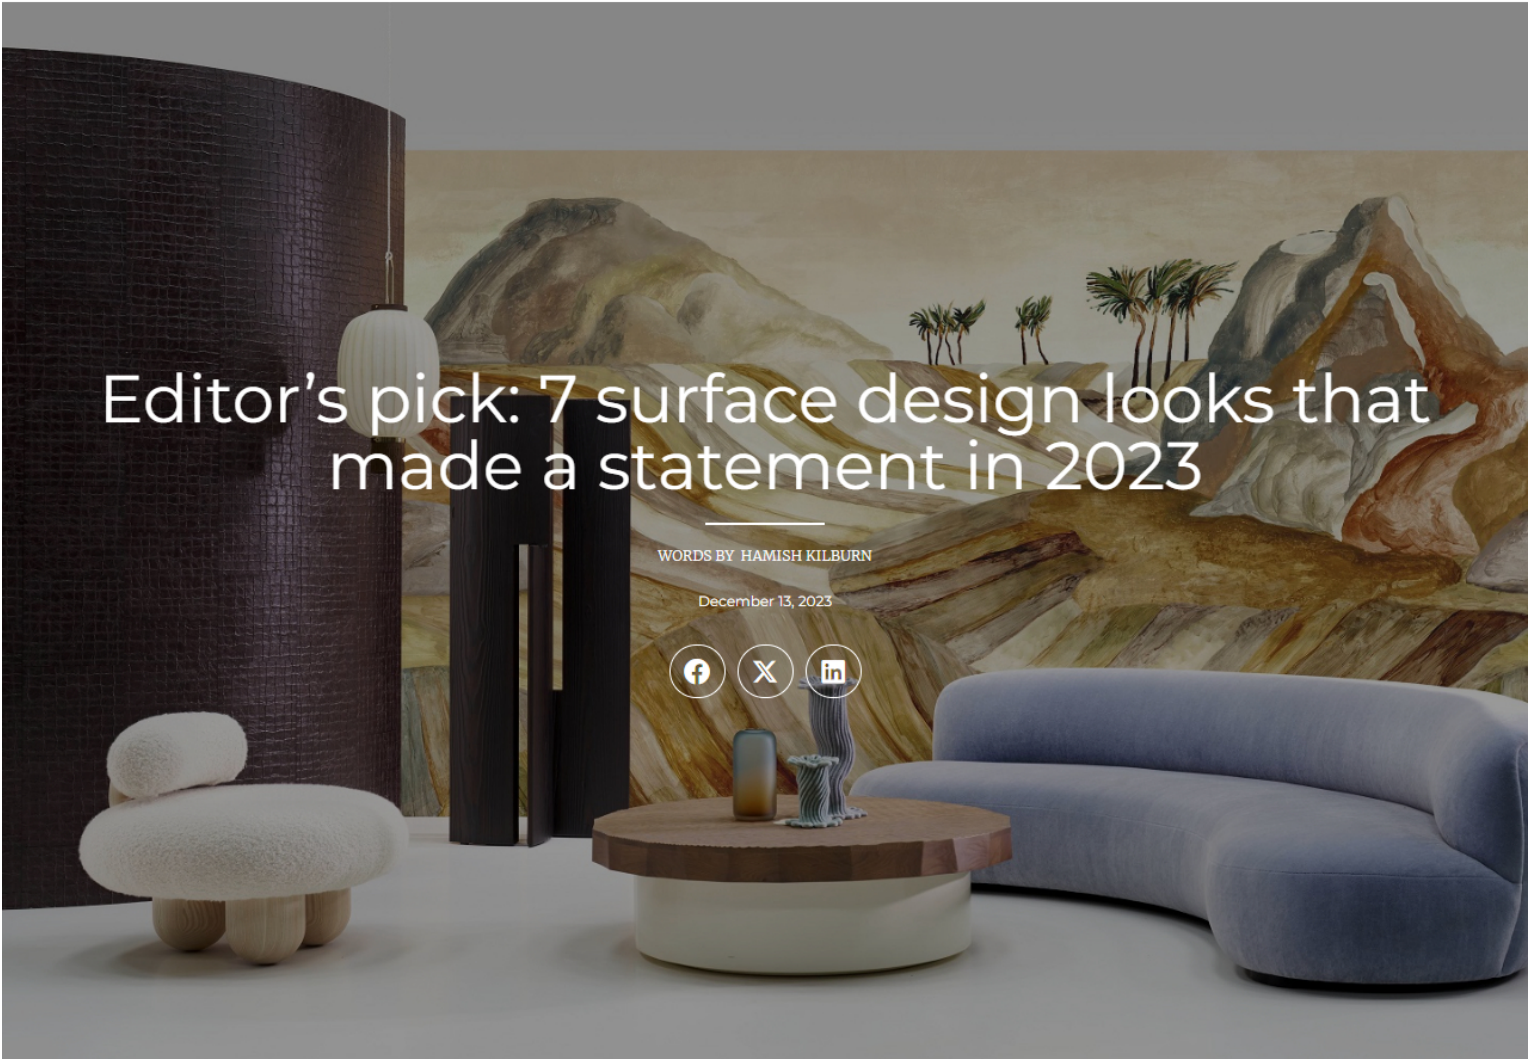 Editor’s pick: 7 surface design looks that
made a statement in 2023
WORDS BY HAMISH KILBURN
December 13, 2023